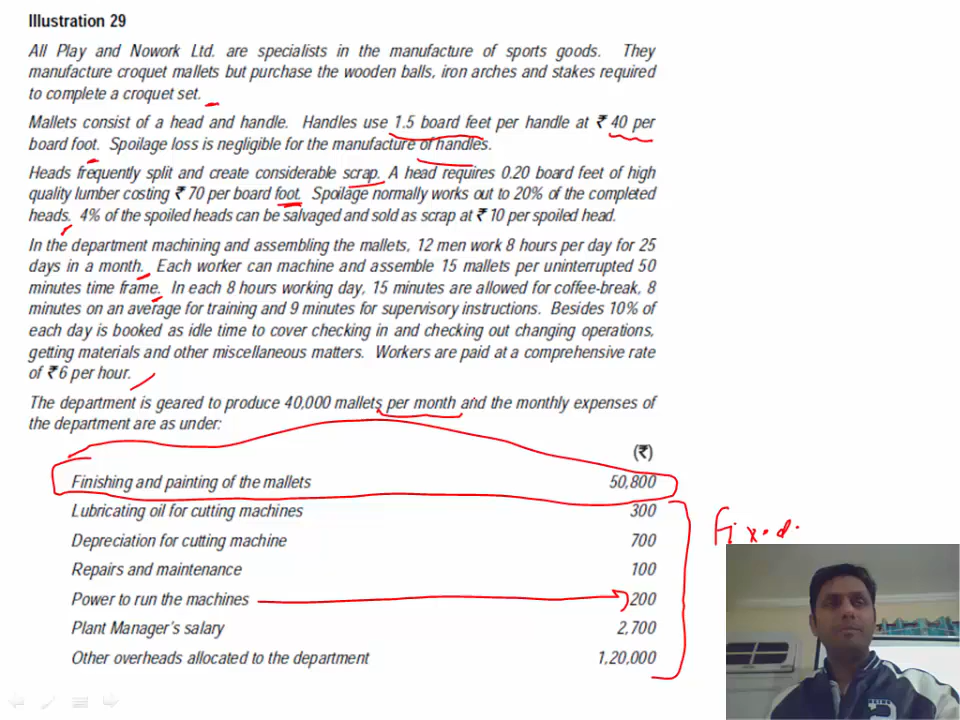 Illustration 29
All Play and Nowork Ltd. are specialists in the manufacture of sports goods. They
manufacture croquet mallets but purchase the wooden balls, iron arches and stakes required
to complete a croquet set.
Mallets consist of a head and handle. Handles use 1.5 board feet per handle at ₹ 40 per
board foot. Spoilage loss is negligible for the manufacture of handles.
Heads frequently split and create considerable scrap. A head requires 0.20 board feet of high
quality lumber costing ₹ 70 per board foot. Spoilage normally works out to 20% of the completed
heads. 4% of the spoiled heads can be salvaged and sold as scrap at ₹ 10 per spoiled head.
In the department machining and assembling the mallets, 12 men work 8 hours per day for 25
days in a month. Each worker can machine and assemble 15 mallets per uninterrupted 50
minutes time frame. In each 8 hours working day, 15 minutes are allowed for coffee-break, 8
minutes on an average for training and 9 minutes for supervisory instructions. Besides 10% of
each day is booked as idle time to cover checking in and checking out changing operations,
getting materials and other miscellaneous matters. Workers are paid at a comprehensive rate
of ₹ 6 per hour.
The department is geared to produce 40,000 mallets per month and the monthly expenses of
the department are as under:
(₹)
Finishing and painting of the mallets 50,800
Lubricating oil for cutting machines 300
Depreciation for cutting machine 700
Repairs and maintenance 100
Power to run the machines 200
Plant Manager's salary 2,700
Other overheads allocated to the department 1,20,000
Fixed